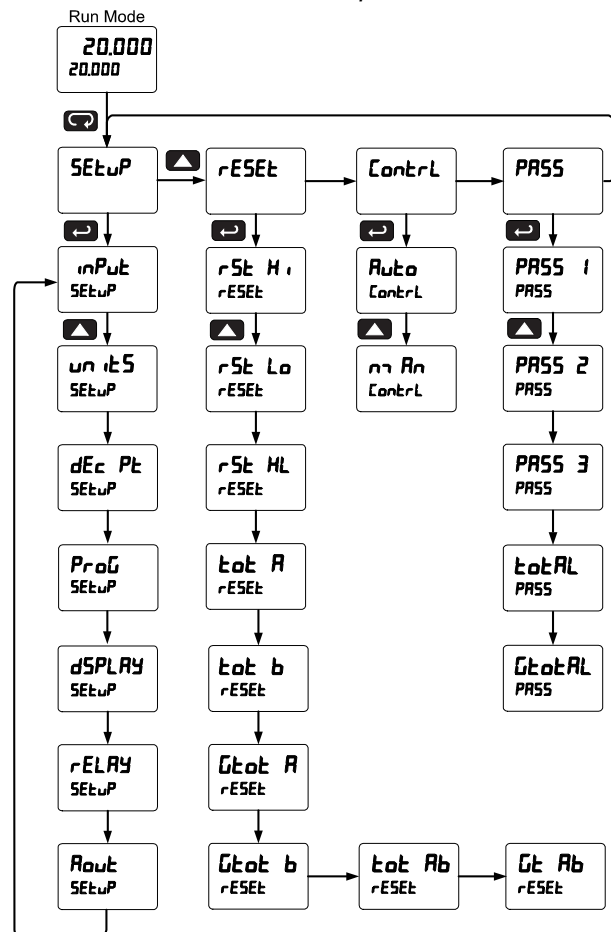 Run Mode
20.000
20.000
SEtuP
rESEt
ContrL
PASS
inPut
SEtuP
rSt Hi
rESEt
Auto
ContrL
PASS 1
PASS
unitS
SEtuP
rSt Lo
rESEt
mAn
ContrL
PASS 2
PASS
dEc Pt
SEtuP
rSt HL
rESEt
PASS 3
PASS
ProG
SEtuP
tot A
rESEt
totAL
PASS
dSPLAY
SEtuP
tot b
rESEt
GtotAL
PASS
rELAY
SEtuP
Gtot A
rESEt
Aout
SEtuP
Gtot b
rESEt
tot Ab
rESEt
Gt Ab
rESEt